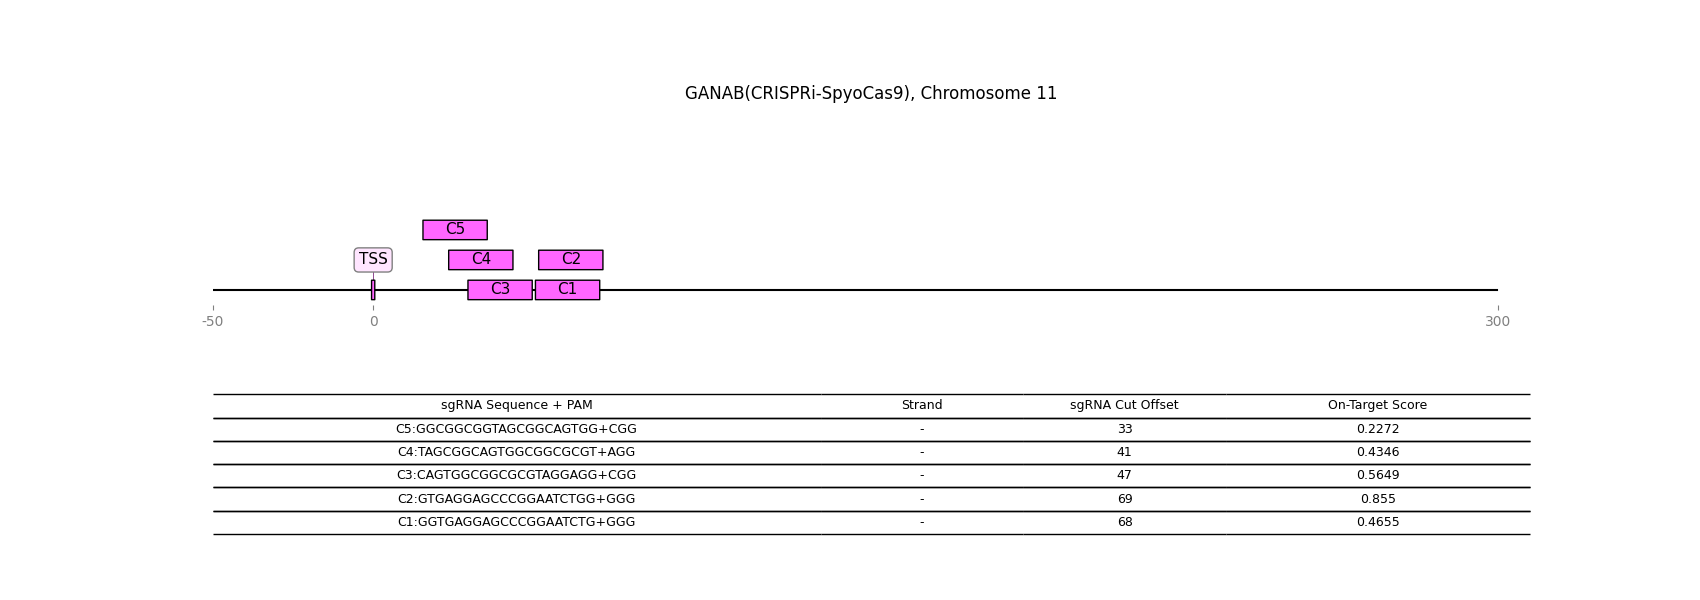 GANAB(CRISPRi-SpyoCas9), Chromosome 11
C5
TSS C4 C2
C3 C1
-50 0 300
sgRNA Sequence + PAM Strand sgRNA Cut Offset On-Target Score
C5:GGCGGCGGTAGCGGCAGTGG+CGG - 33 0.2272
C4:TAGCGGCAGTGGCGGCGCGT+AGG - 41 0.4346
C3:CAGTGGCGGCGCGTAGGAGG+CGG - 47 0.5649
C2:GTGAGGAGCCCGGAATCTGG+GGG - 69 0.855
C1:GGTGAGGAGCCCGGAATCTG+GGG - 68 0.4655